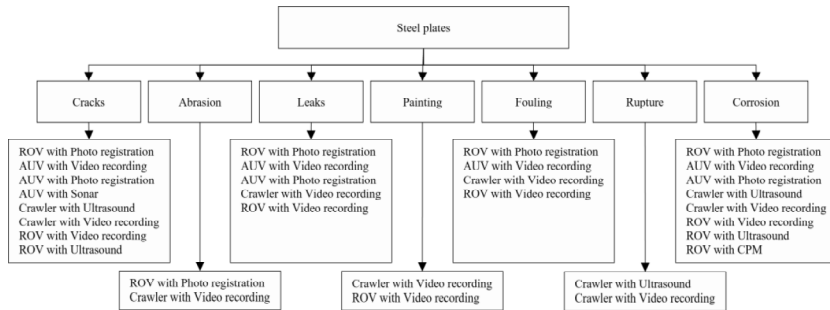 Steel plates
Cracks
Abrasion
Leaks
Painting
Fouling
Rupture
Corrosion
ROV with Photo registration
AUV with Video recording
AUV with Photo registration
AUV with Sonar
Crawler with Ultrasound
Crawler with Video recording
ROV with Video recording
ROV with Ultrasound
ROV with Photo registration
AUV with Video recording
AUV with Photo registration
Crawler with Video recording
ROV with Video recording
ROV with Photo registration
AUV with Video recording
Crawler with Video recording
ROV with Video recording
ROV with Photo registration
AUV with Video recording
AUV with Photo registration
Crawler with Ultrasound
Crawler with Video recording
ROV with Video recording
ROV with Ultrasound
ROV with CPM
ROV with Photo registration
Crawler with Video recording
Crawler with Video recording
ROV with Video recording
Crawler with Ultrasound
Crawler with Video recording